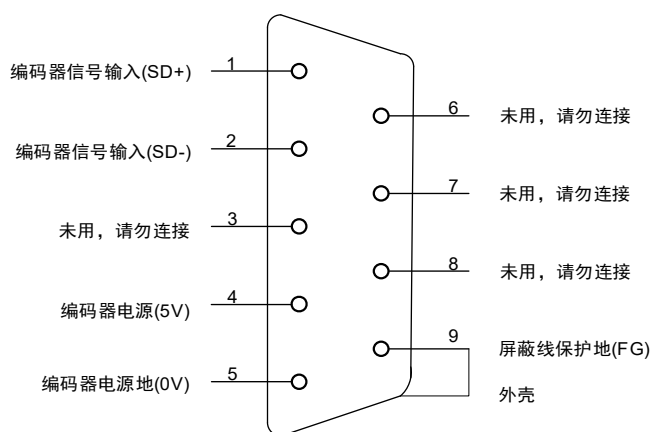 编码器信号输入(SD+) 1
编码器信号输入(SD-) 2
未用，请勿连接 3
编码器电源(5V) 4
编码器电源地(0V) 5
6 未用，请勿连接
7 未用，请勿连接
8 未用，请勿连接
9 屏蔽线保护地(FG)
外壳